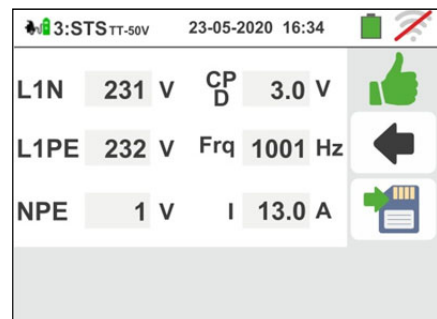 3:STS TT-50V 23-05-2020 16:34
L1N 231 V CP D 3.0 V
L1PE 232 V Frq 1001 Hz
NPE 1 V I 13.0 A